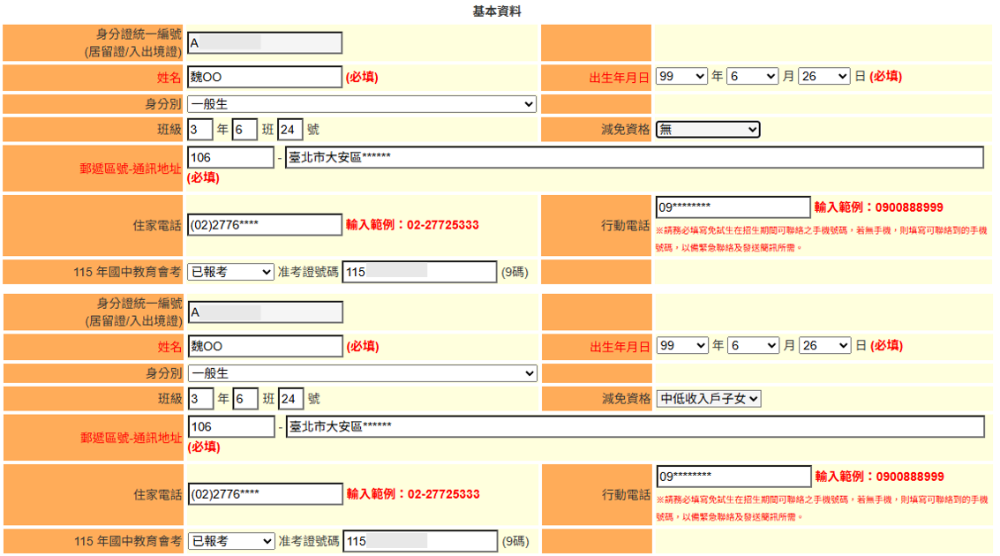 基本資料
身分證統一編號
(居留證/入出境證) A
姓名 魏OO (必填) 出生年月日 99 年 6 月 26 日 (必填)
身分別 一般生
班級 3 年 6 班 24 號 減免資格 無
郵遞區號-通訊地址 106 - 臺北市大安區******
(必填)
住家電話 (02)2776**** 輸入範例：02-27725333 行動電話 09******** 輸入範例：0900888999
※請務必填寫免試生在招生期間可聯絡之手機號碼，若無手機，則填寫可聯絡到的手機
號碼，以備緊急聯絡及發送簡訊所需。
115 年國中教育會考 已報考 准考證號碼 115 (9碼)
身分證統一編號
(居留證/入出境證) A
姓名 魏OO (必填) 出生年月日 99 年 6 月 26 日 (必填)
身分別 一般生
班級 3 年 6 班 24 號 減免資格 中低收入戶子女
郵遞區號-通訊地址 106 - 臺北市大安區******
(必填)
住家電話 (02)2776**** 輸入範例：02-27725333 行動電話 09******** 輸入範例：0900888999
※請務必填寫免試生在招生期間可聯絡之手機號碼，若無手機，則填寫可聯絡到的手機
號碼，以備緊急聯絡及發送簡訊所需。
115 年國中教育會考 已報考 准考證號碼 115 (9碼)